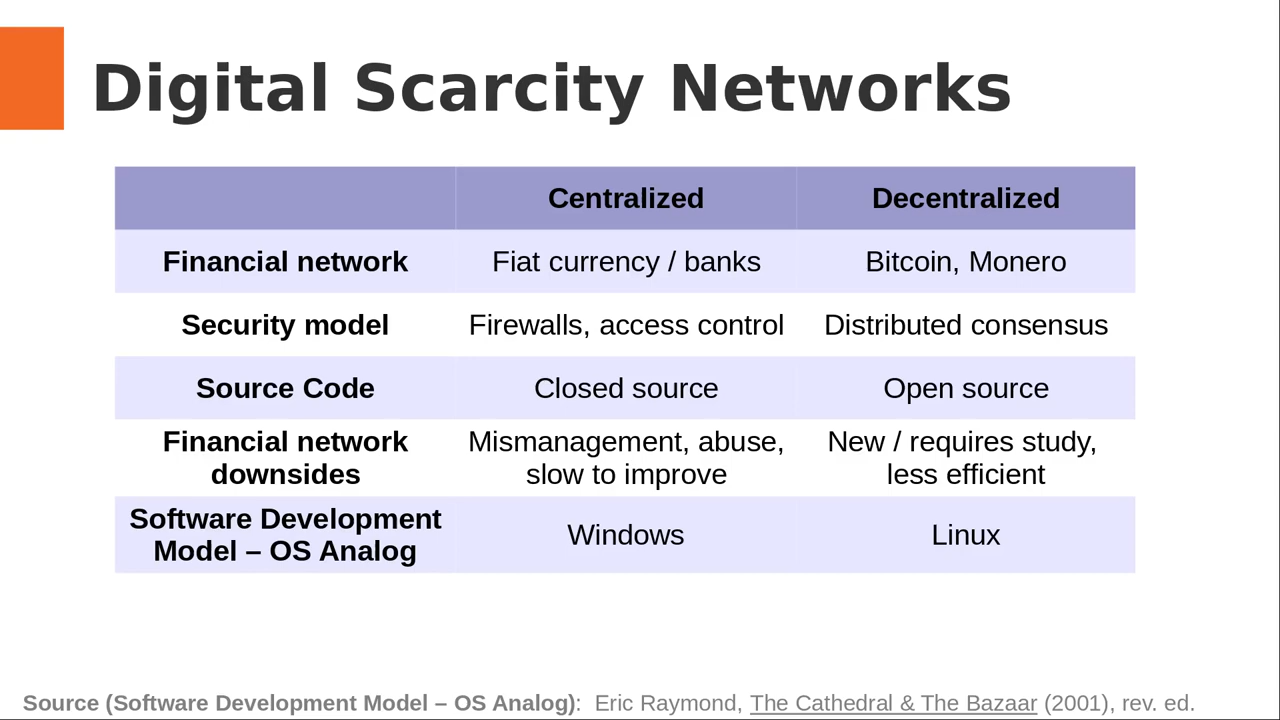 Digital Scarcity Networks
Centralized Decentralized
Financial network Fiat currency / banks Bitcoin, Monero
Security model Firewalls, access control Distributed consensus
Source Code Closed source Open source
Financial network downsides Mismanagement, abuse, slow to improve New / requires study, less efficient
Software Development Model – OS Analog Windows Linux
Source (Software Development Model – OS Analog): Eric Raymond, The Cathedral & The Bazaar (2001), rev. ed.